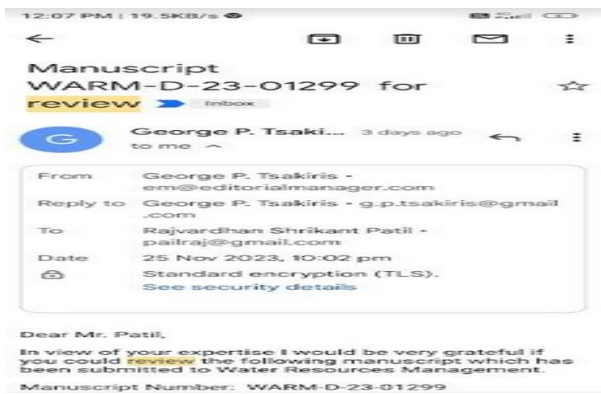 12:07 PM | 19.5KB/s
Manuscript
WARM-D-23-01299 for
review Inbox
G
George P. Tsaki... 3 days ago
to me
From George P. Tsakiris •
em@editorialmanager.com
Reply to George P. Tsakiris • g.p.tsakiris@gmail
.com
To Rajvardhan Shrikant Patil •
pailraj@gmail.com
Date 25 Nov 2023, 10:02 pm
Standard encryption (TLS).
See security details
Dear Mr. Patil,
In view of your expertise I would be very grateful if
you could review the following manuscript which has
been submitted to Water Resources Management.
Manuscript Number: WARM-D-23-01299